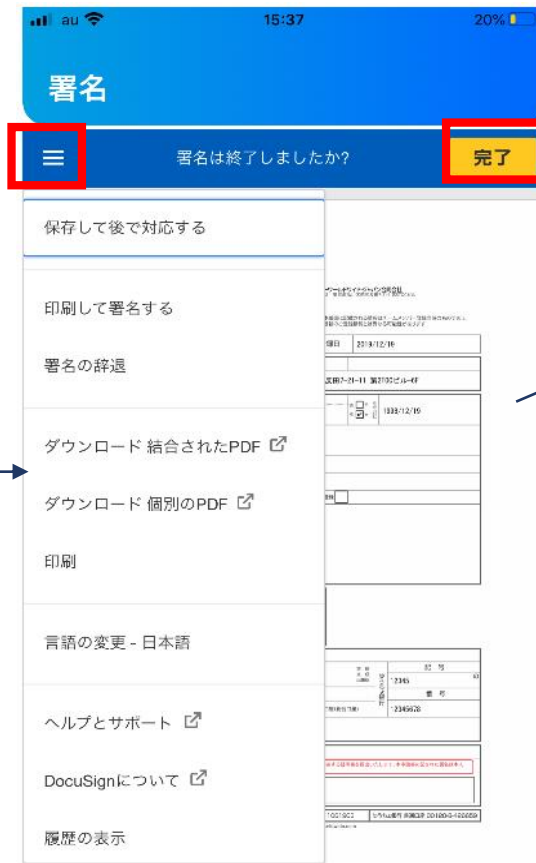 au 15:37 20%
署名
署名は終了しましたか? 完了
保存して後で対応する
印刷して署名する
署名の辞退
2019/12/19
ダウンロード 結合されたPDF
ダウンロード 個別のPDF
印刷
言語の変更 - 日本語
12345
番 号
12345678
ヘルプとサポート
DocuSignについて
履歴の表示